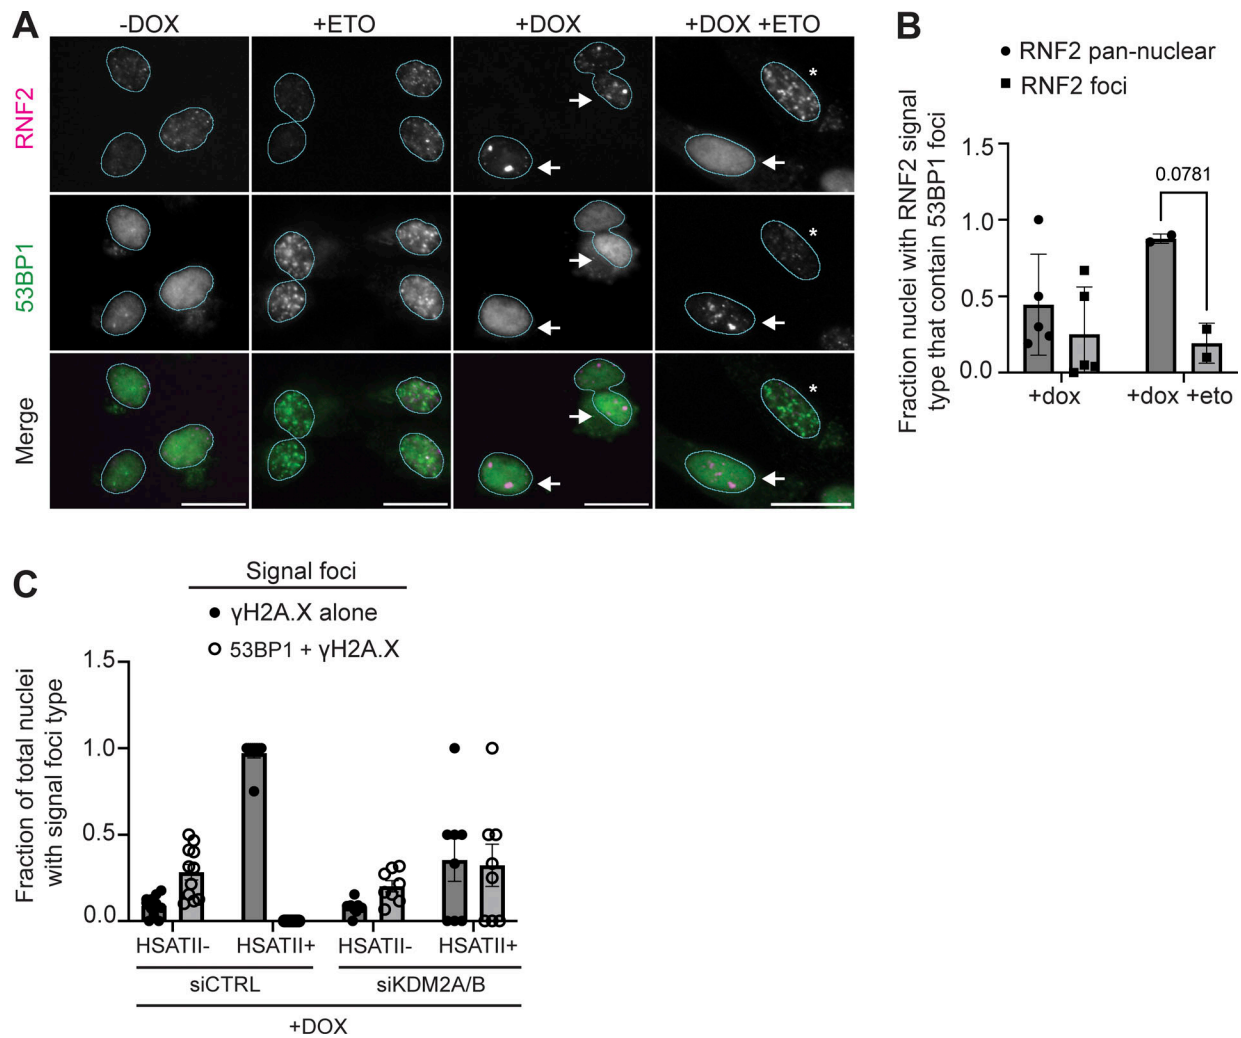 A
-DOX
+ETO
+DOX
+DOX +ETO
RNF2
*
53BP1
*
Merge
*
B
RNF2 pan-nuclear
RNF2 foci
Fraction nuclei with RNF2 signal
type that contain 53BP1 foci
1.5
1.0
0.5
0.0
0.0781
+dox
+dox +eto
C
Signal foci
γH2A.X alone
53BP1 + γH2A.X
Fraction of total nuclei
with signal foci type
1.5
1.0
0.5
0.0
HSATII-
HSATII+
HSATII-
HSATII+
siCTRL
siKDM2A/B
+DOX